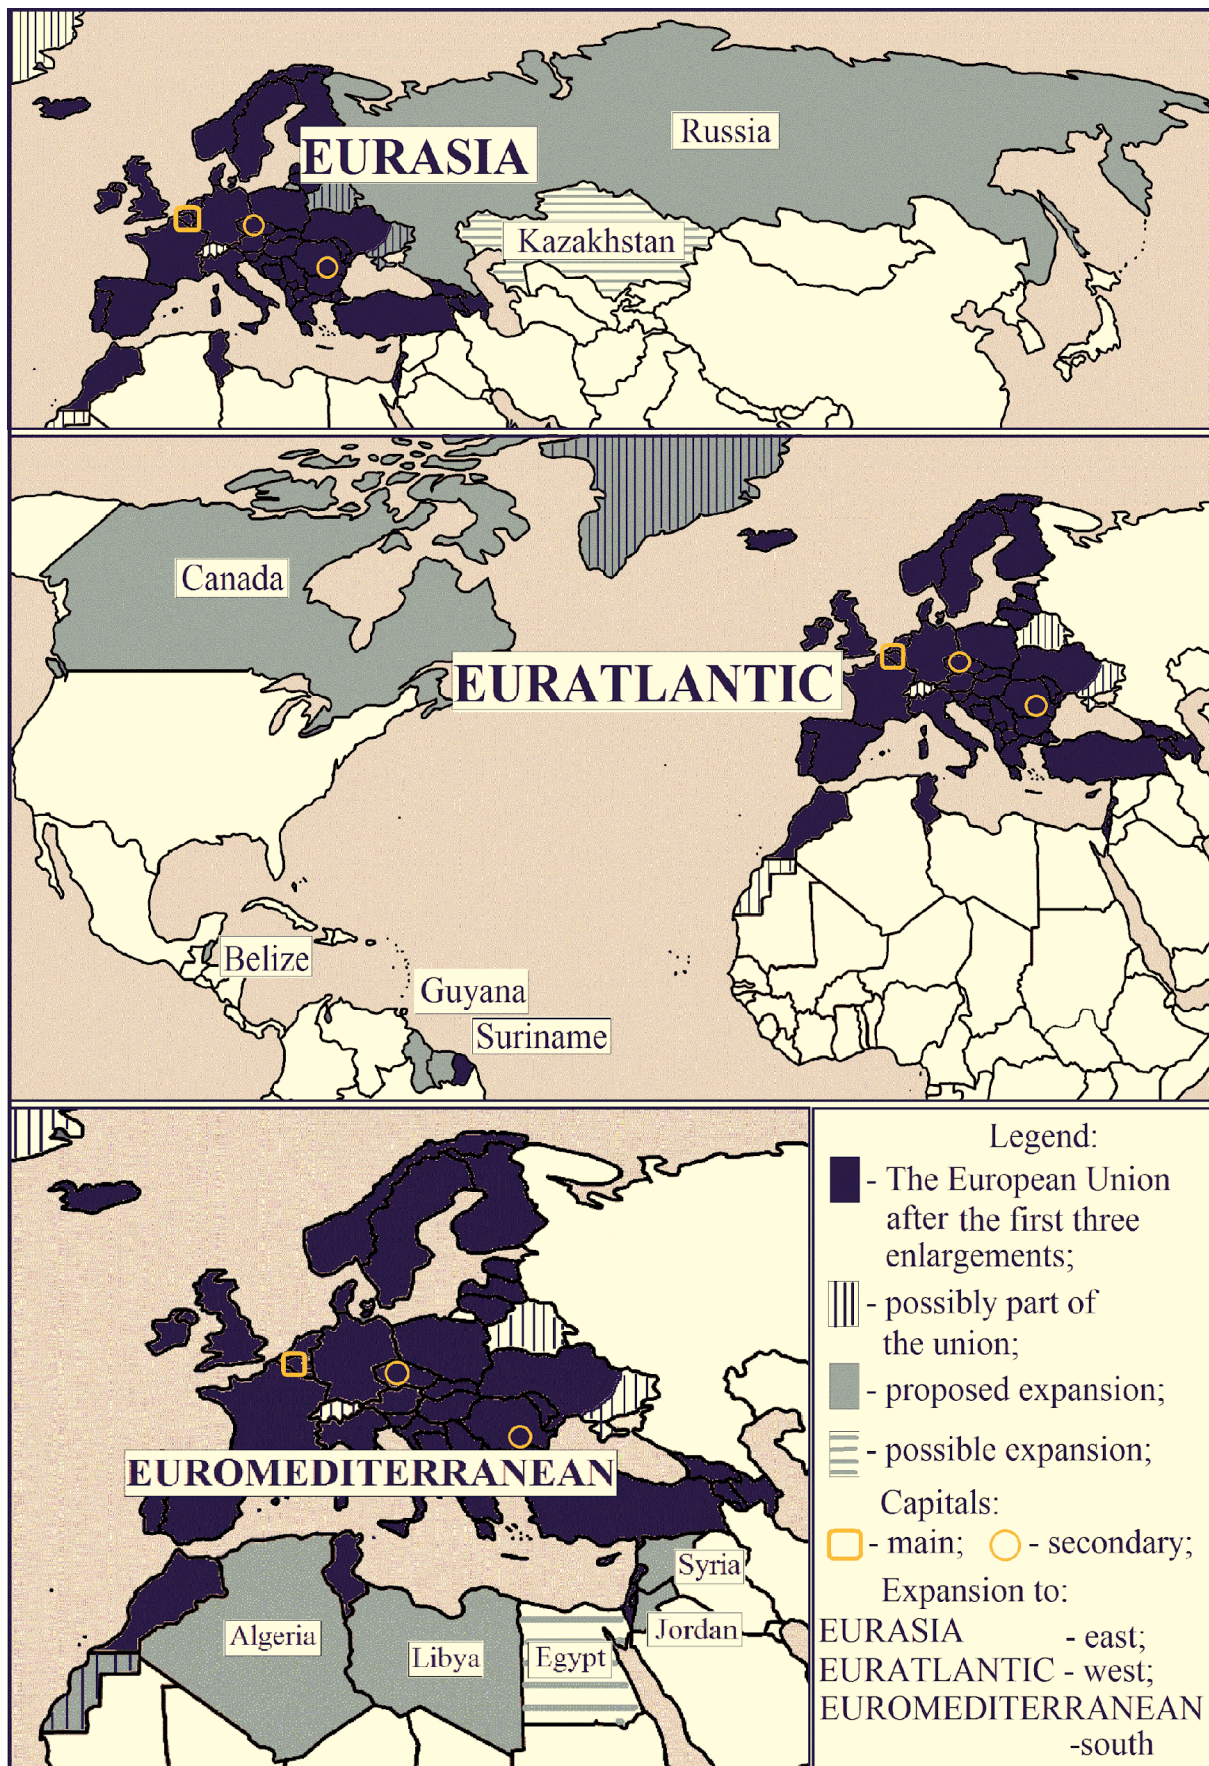 EURASIA
Russia
Kazakhstan
Canada
EURATLANTIC
Belize
Guyana
Suriname
EUROMEDITERRANEAN
Algeria
Libya
Egypt
Syria
Jordan
Legend:
- The European Union
after the first three
enlargements;
- possibly part of
the union;
- proposed expansion;
- possible expansion;
Capitals:
- main; - secondary;
Expansion to:
EURASIA - east;
EURATLANTIC - west;
EUROMEDITERRANEAN
-south